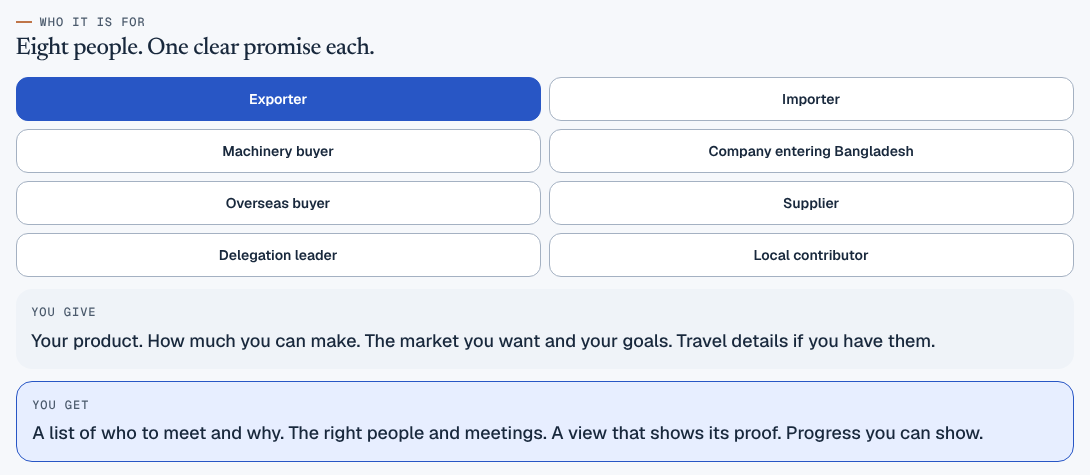 WHO IT IS FOR
Eight people. One clear promise each.
Exporter
Importer
Machinery buyer
Company entering Bangladesh
Overseas buyer
Supplier
Delegation leader
Local contributor
YOU GIVE
Your product. How much you can make. The market you want and your goals. Travel details if you have them.
YOU GET
A list of who to meet and why. The right people and meetings. A view that shows its proof. Progress you can show.